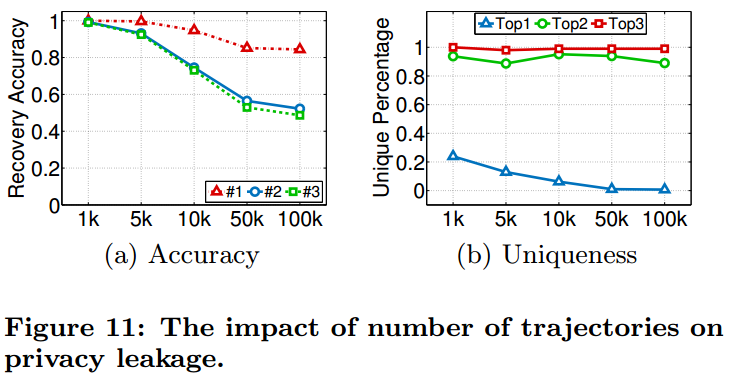 Recovery Accuracy
1
0.8
0.6
0.4
0.2
0
#1 #2 #3
1k 5k 10k 50k 100k
(a) Accuracy
Unique Percentage
Top1 Top2 Top3
1
0.8
0.6
0.4
0.2
0
1k 5k 10k 50k 100k
(b) Uniqueness
Figure 11: The impact of number of trajectories on
privacy leakage.